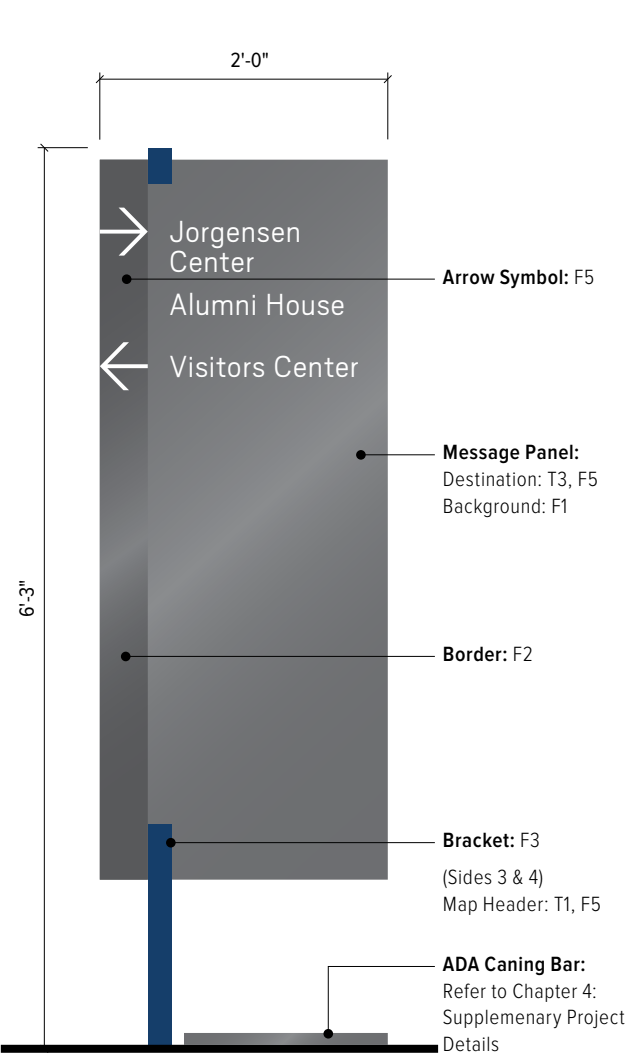 2'-0"
6'-3"
Jorgensen
Center
Alumni House
Visitors Center
Arrow Symbol: F5
Message Panel:
Destination: T3, F5
Background: F1
Border: F2
Bracket: F3
(Sides 3 & 4)
Map Header: T1, F5
ADA Caning Bar:
Refer to Chapter 4:
Supplemenary Project
Details